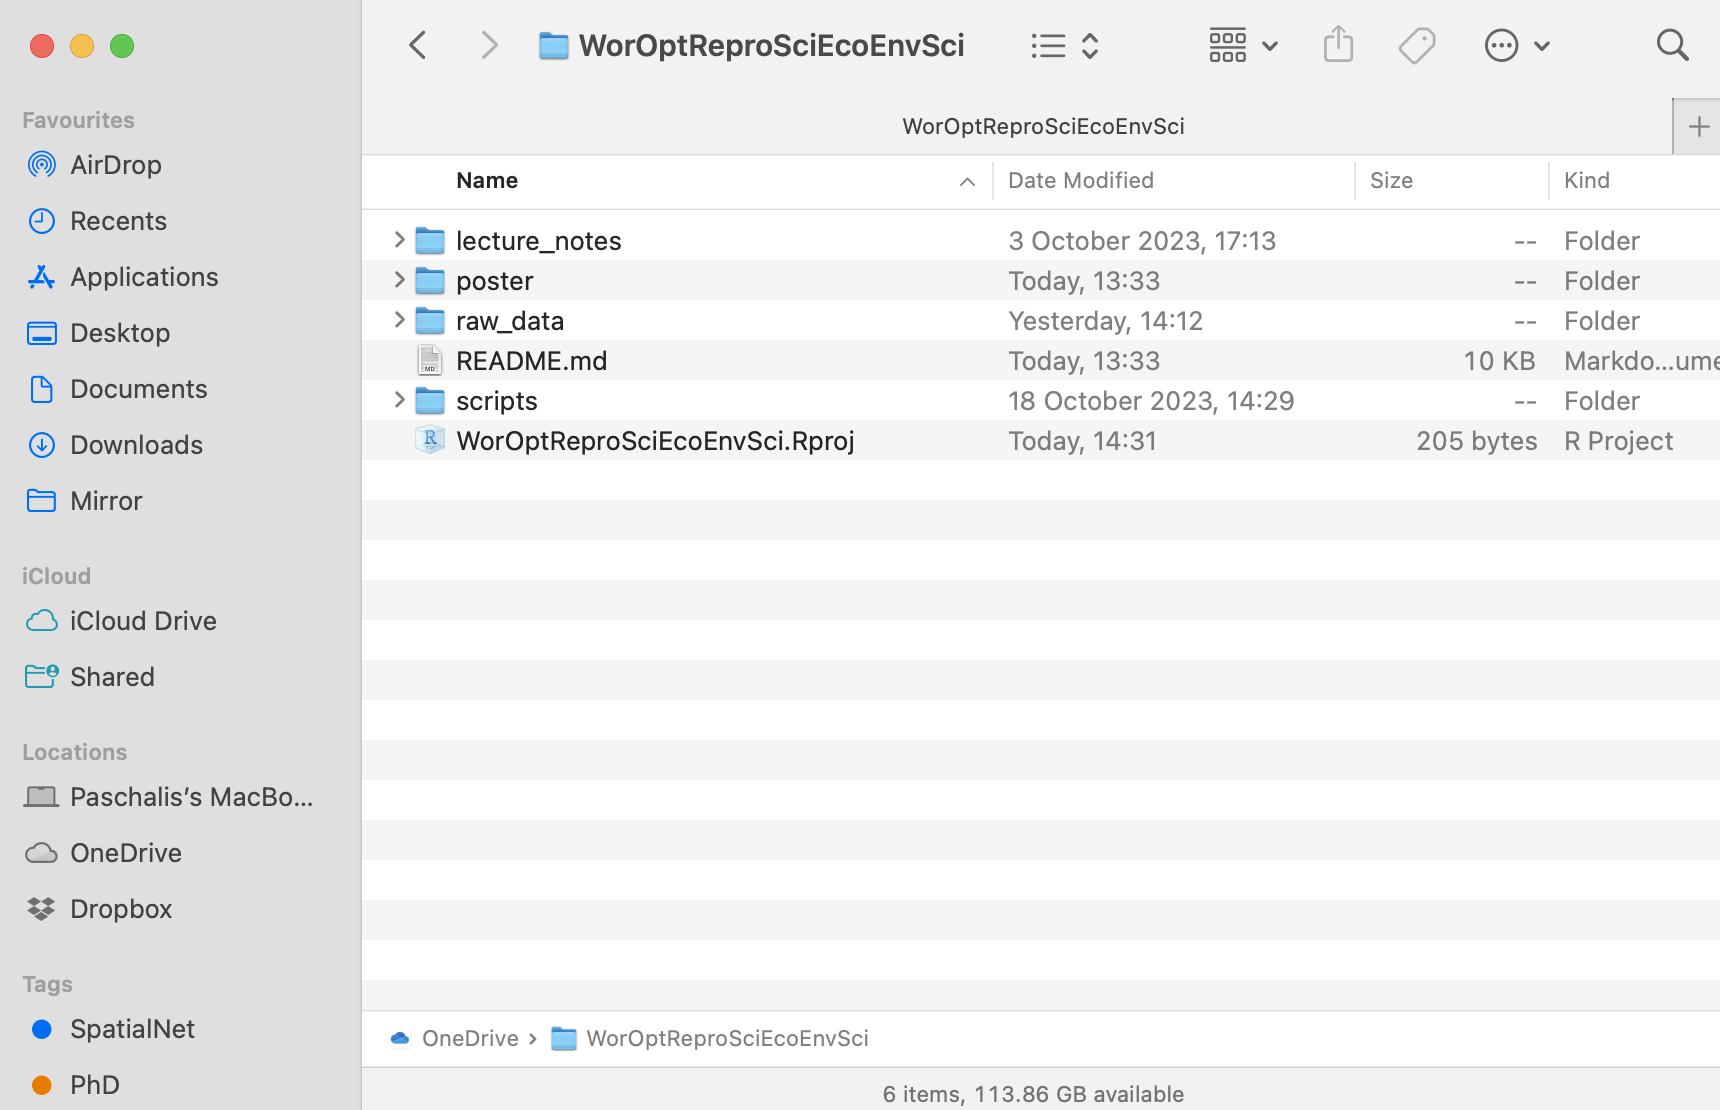 WorOptReproSciEcoEnvSci
WorOptReproSciEcoEnvSci
Favourites
AirDrop
Recents
Applications
Desktop
Documents
Downloads
Mirror
iCloud
iCloud Drive
Shared
Locations
Paschalis’s MacBo...
OneDrive
Dropbox
Tags
SpatialNet
PhD
Name Date Modified Size Kind
lecture_notes 3 October 2023, 17:13 -- Folder
poster Today, 13:33 -- Folder
raw_data Yesterday, 14:12 -- Folder
MD README.md Today, 13:33 10 KB Markdo...ume
scripts 18 October 2023, 14:29 -- Folder
R WorOptReproSciEcoEnvSci.Rproj Today, 14:31 205 bytes R Project
OneDrive › WorOptReproSciEcoEnvSci
6 items, 113.86 GB available